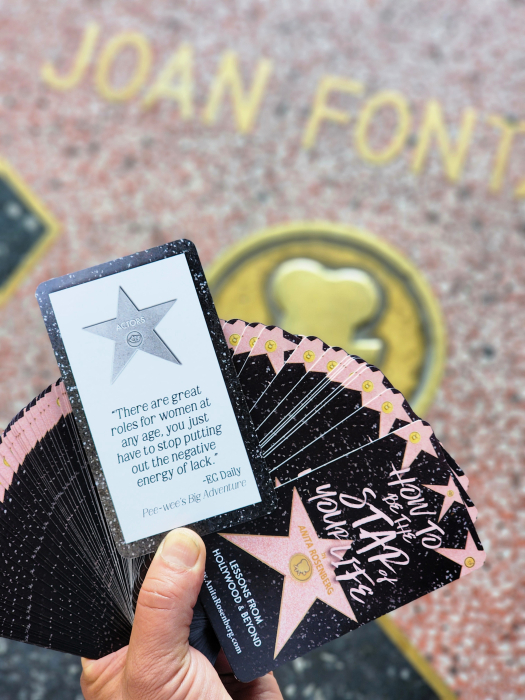 JOAN FONT
ACTORS
"There are great
roles for women at
any age, you just
have to stop putting
out the negative
energy of lack."
-EG Daily
Pee-wee's Big Adventure
HOW TO
BE THE
STAR of
YOUR LIFE
ANITA ROSENBERG
LESSONS FROM
HOLLYWOOD & BEYOND
AnitaRosenberg.com